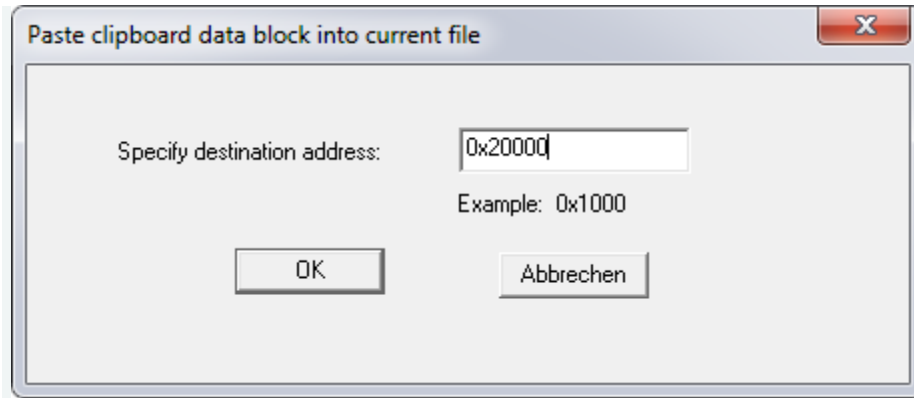 Paste clipboard data block into current file
Specify destination address: 0x20000
Example: 0x1000
OK Abbrechen